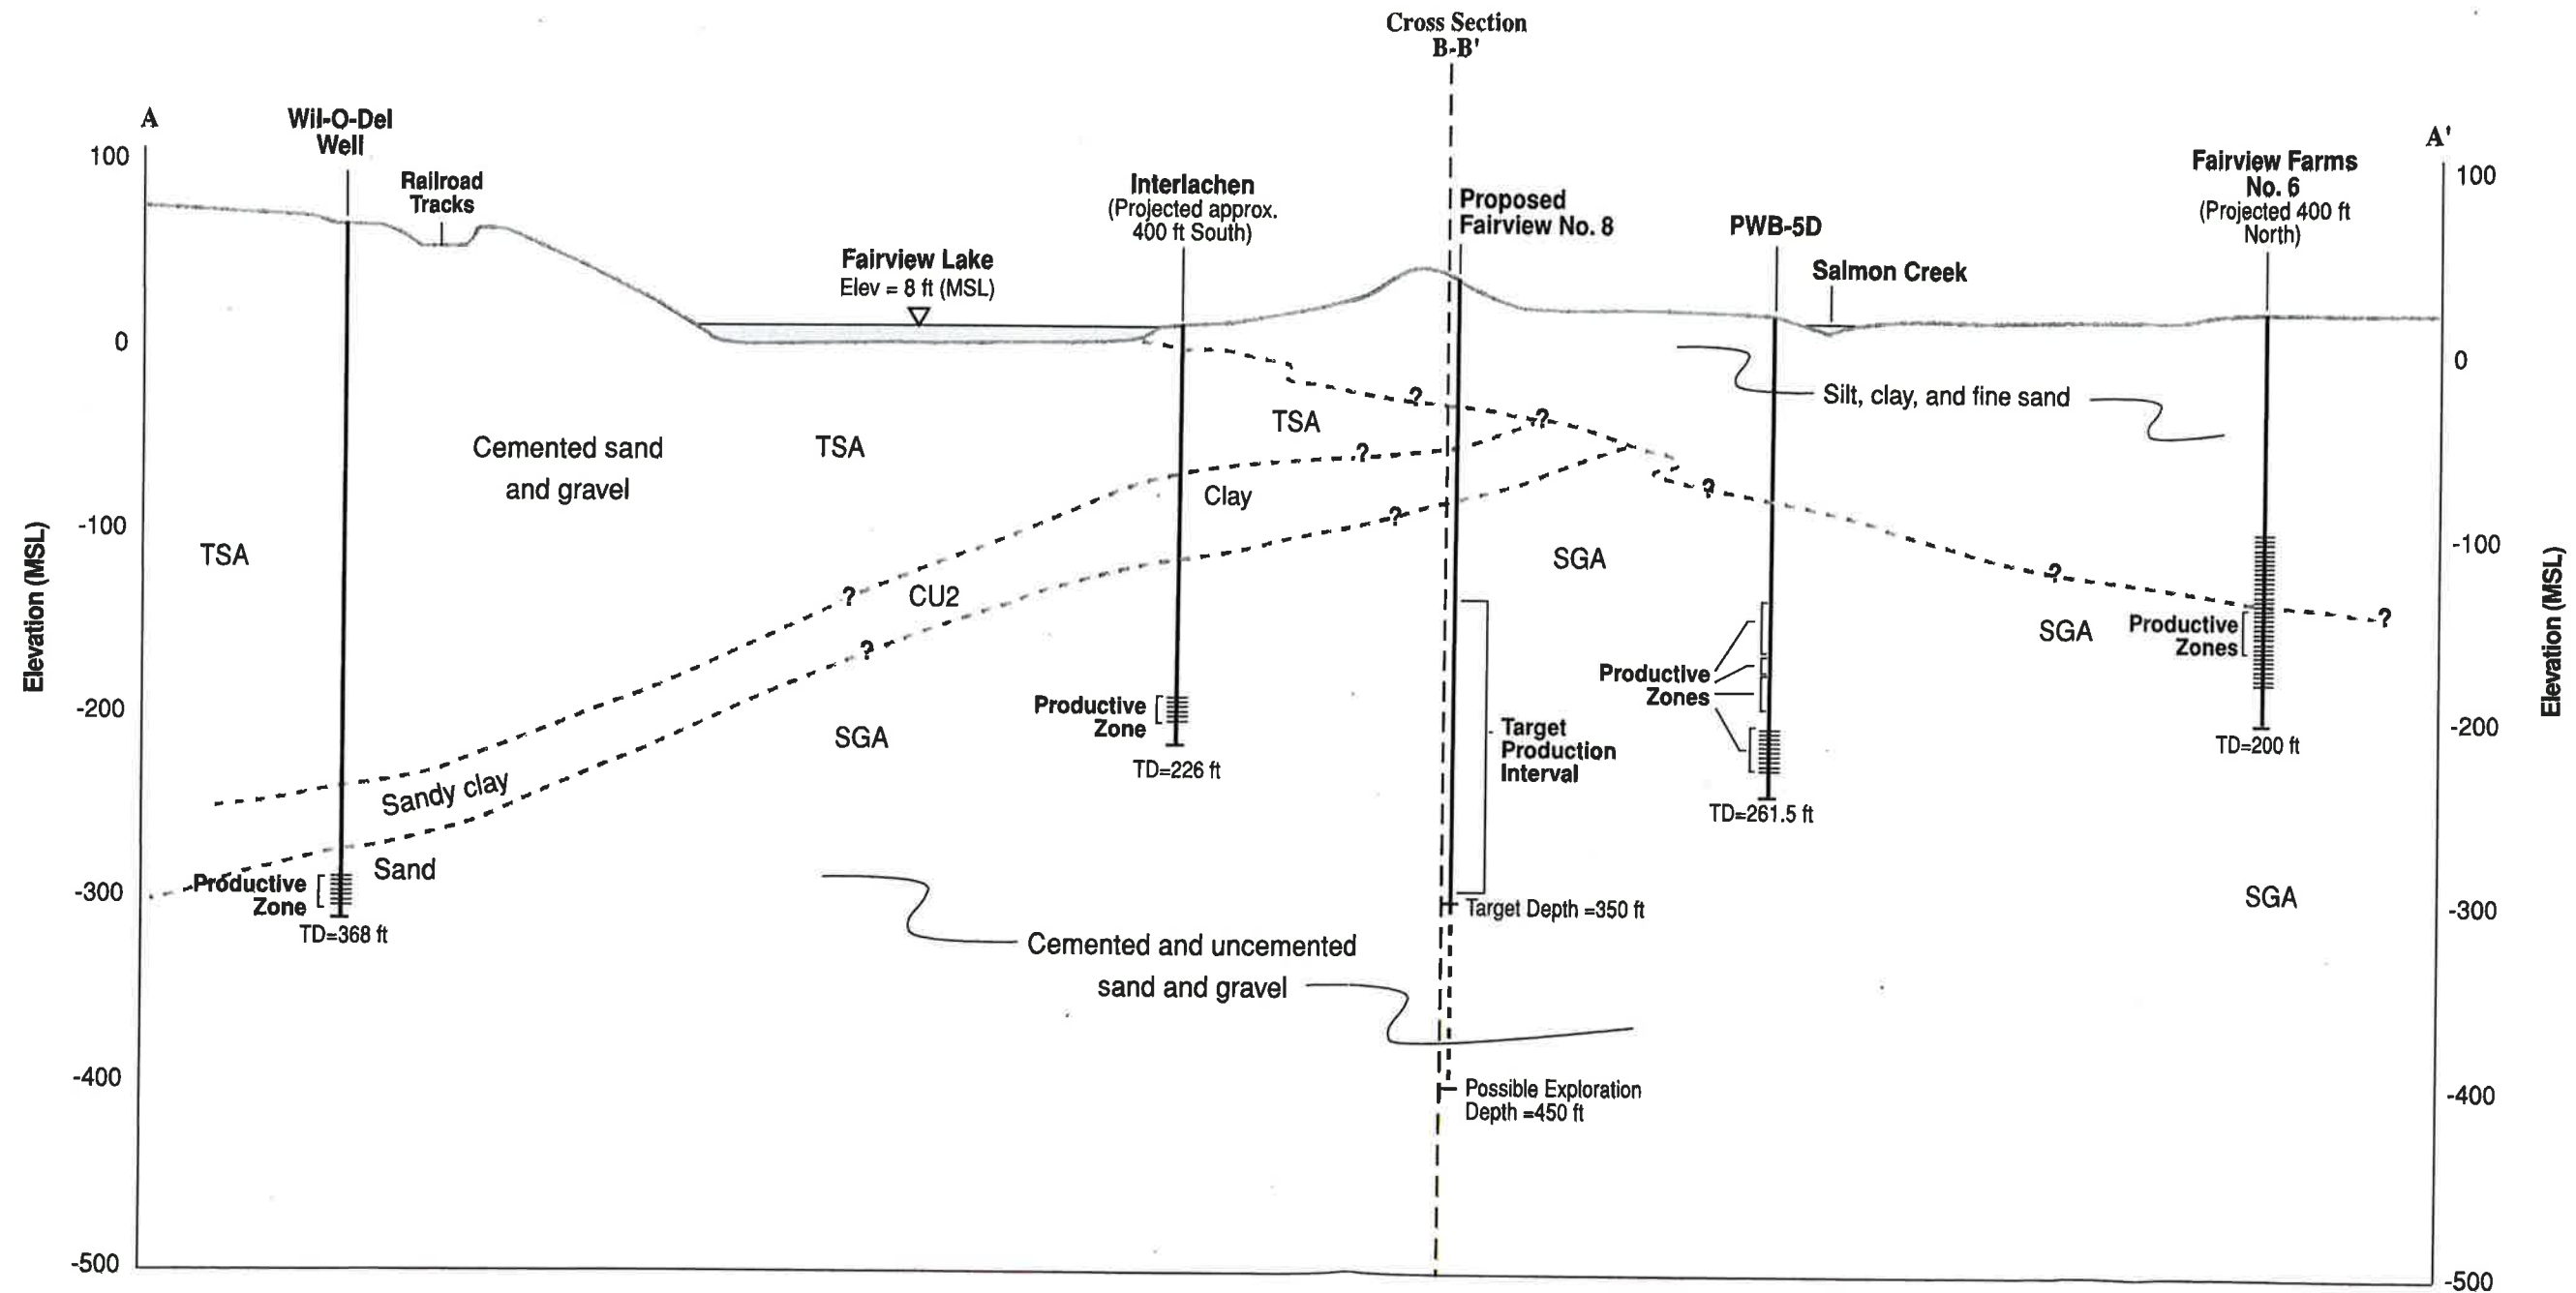 Cross Section
B-B'
A
Wil-O-Del
Well
Railroad
Tracks
Fairview Lake
Elev = 8 ft (MSL)
Interlachen
(Projected approx.
400 ft South)
Proposed
Fairview No. 8
PWB-5D
Salmon Creek
Fairview Farms
No. 6
(Projected 400 ft
North)
A'
100
0
-100
-200
-300
-400
-500
Elevation (MSL)
100
0
-100
-200
-300
-400
-500
Elevation (MSL)
Silt, clay, and fine sand
?
?
TSA
Cemented sand
and gravel
TSA
TSA
?
Clay
?
?
?
CU2
?
?
SGA
SGA
?
?
Productive
Zones
Productive
Zones
Productive
Zone
SGA
Target
Production
Interval
TD=226 ft
TD=200 ft
Sandy clay
TD=261.5 ft
Sand
Productive
Zone
TD=368 ft
SGA
Target Depth =350 ft
Cemented and uncemented
sand and gravel
Possible Exploration
Depth =450 ft